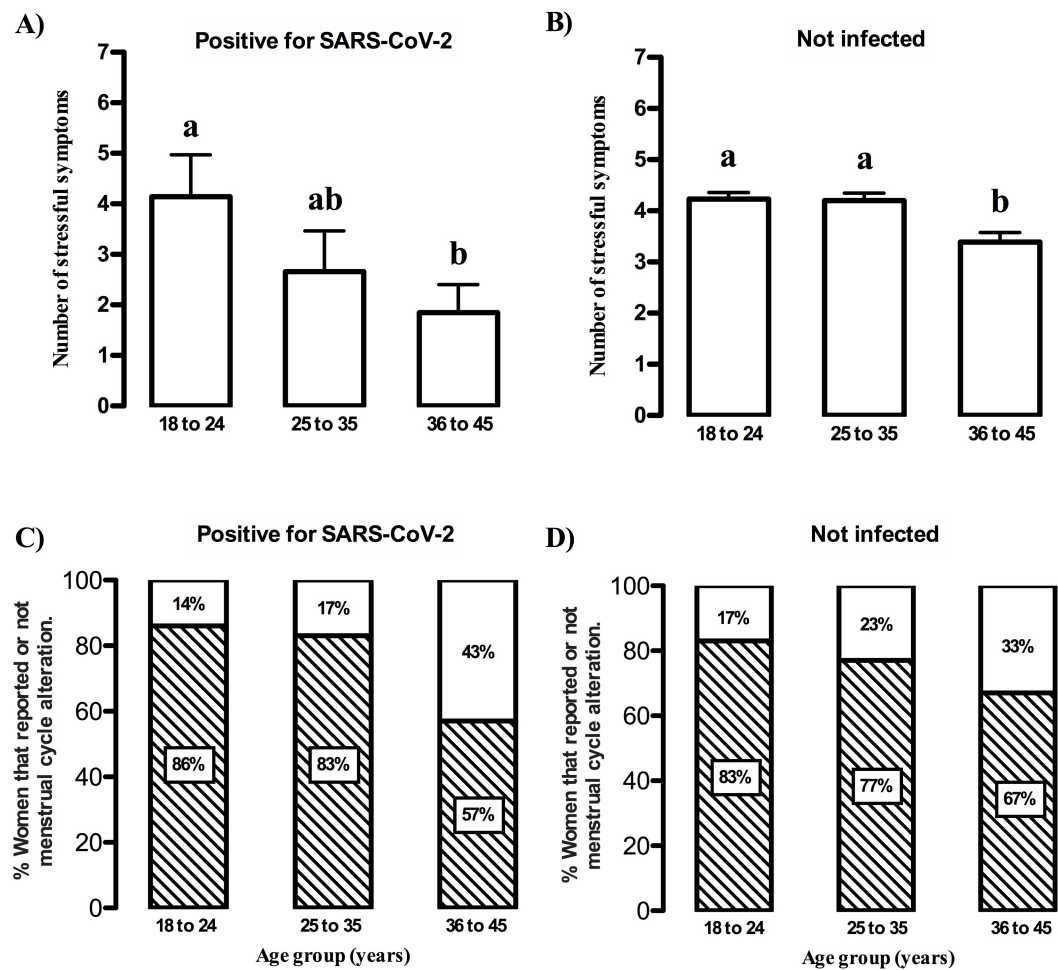 A)
Positive for SARS-CoV-2
Number of stressful symptoms
7
6
5
4
3
2
1
0
a
ab
b
18 to 24
25 to 35
36 to 45
B)
Not infected
Number of stressful symptoms
7
6
5
4
3
2
1
0
a
a
b
18 to 24
25 to 35
36 to 45
C)
Positive for SARS-CoV-2
% Women that reported or not
menstrual cycle alteration.
100
80
60
40
20
0
14%
17%
43%
86%
83%
57%
18 to 24
25 to 35
36 to 45
Age group (years)
D)
Not infected
% Women that reported or not
menstrual cycle alteration.
100
80
60
40
20
0
17%
23%
33%
83%
77%
67%
18 to 24
25 to 35
36 to 45
Age group (years)